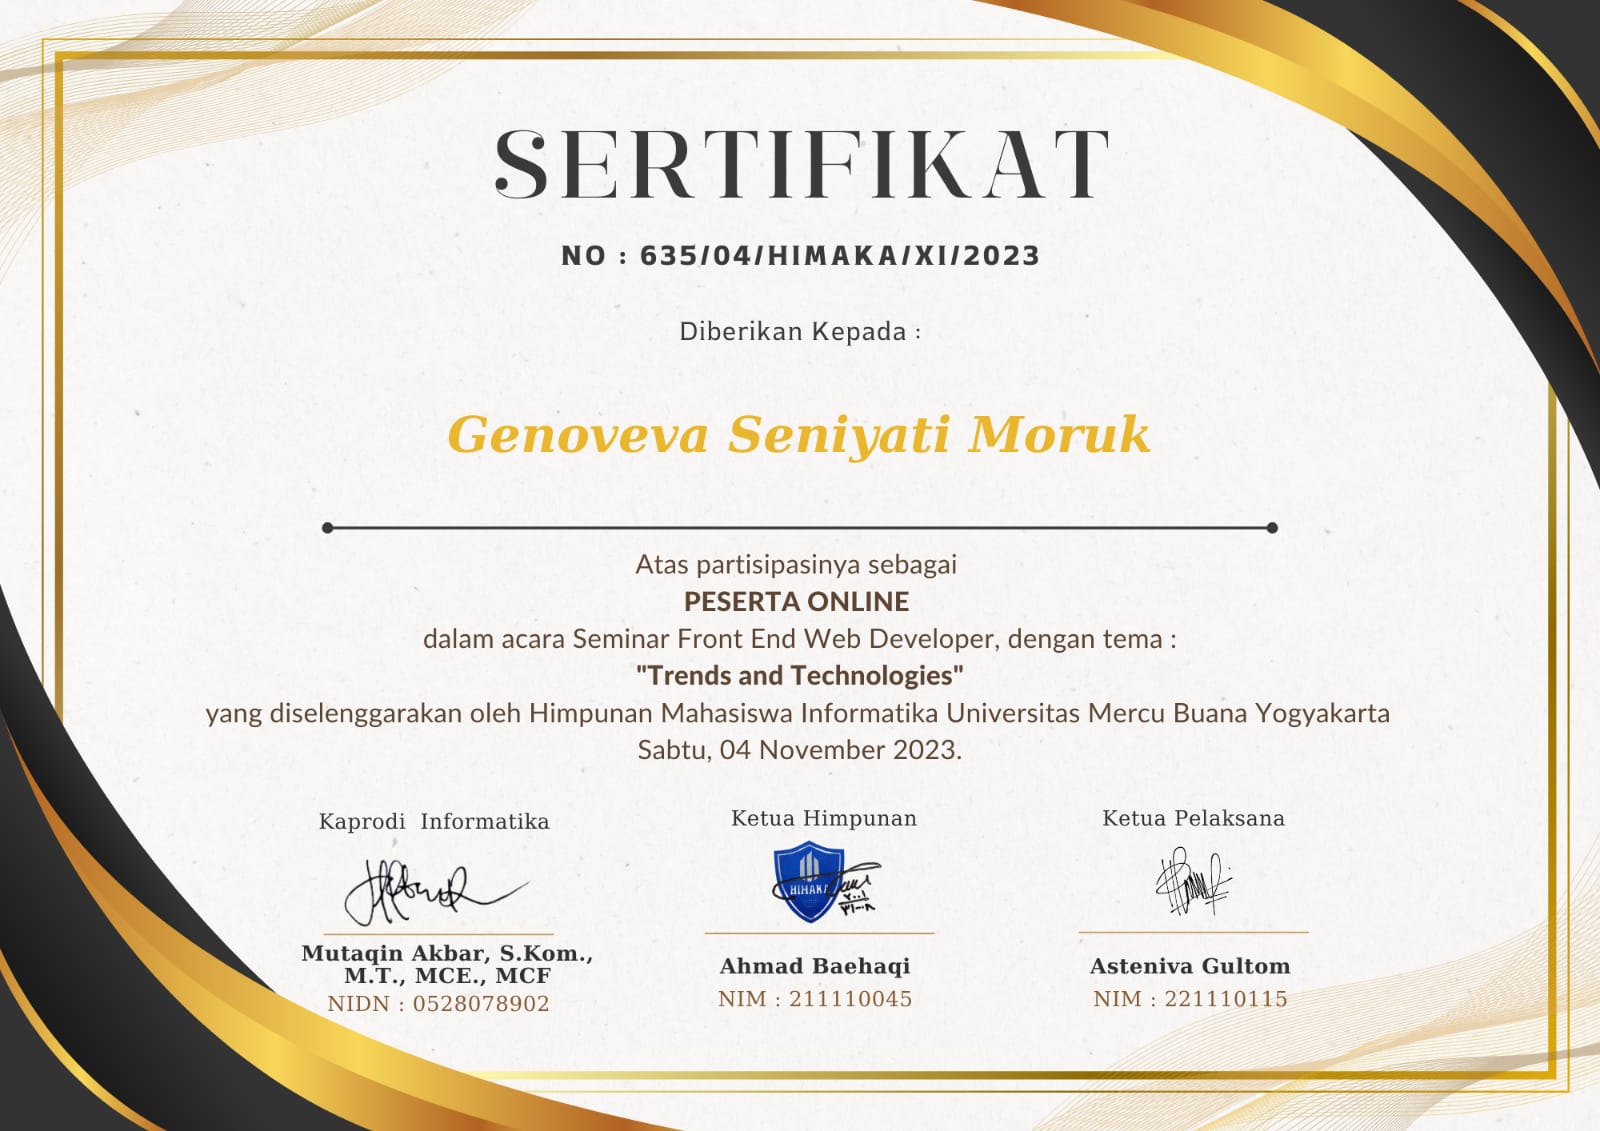 SERTIFIKAT
NO : 635/04/HIMAKA/XI/2023
Diberikan Kepada :
Genoveva Seniyati Moruk
Atas partisipasinya sebagai
PESERTA ONLINE
dalam acara Seminar Front End Web Developer, dengan tema :
"Trends and Technologies"
yang diselenggarakan oleh Himpunan Mahasiswa Informatika Universitas Mercu Buana Yogyakarta
Sabtu, 04 November 2023.
Kaprodi Informatika
Mutaqin Akbar, S.Kom.,
M.T., MCE., MCF
NIDN : 0528078902
Ketua Himpunan
HIMAKA
Ahmad Baehaqi
NIM : 211110045
Ketua Pelaksana
Asteniva Gultom
NIM : 221110115